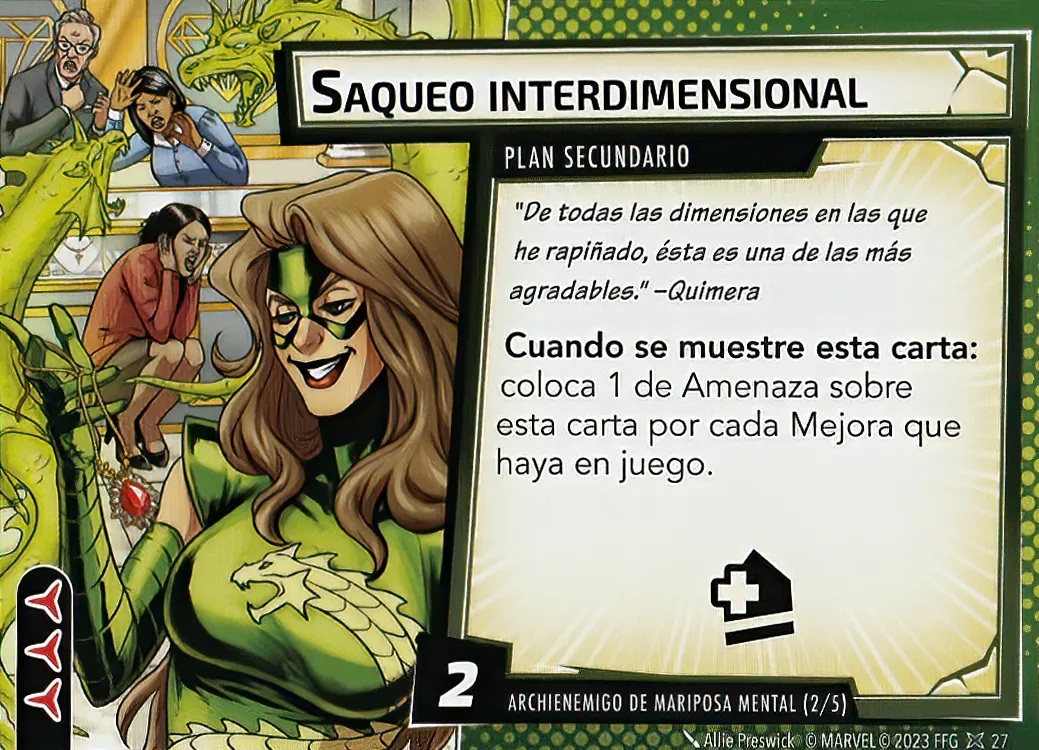 SAQUEO INTERDIMENSIONAL
PLAN SECUNDARIO
"De todas las dimensiones en las que
he rapiñado, ésta es una de las más
agradables." –Quimera
Cuando se muestre esta carta:
coloca 1 de Amenaza sobre
esta carta por cada Mejora que
haya en juego.
2
ARCHIENEMIGO DE MARIPOSA MENTAL (2/5)
Allie Preswick © MARVEL © 2023 FFG 27